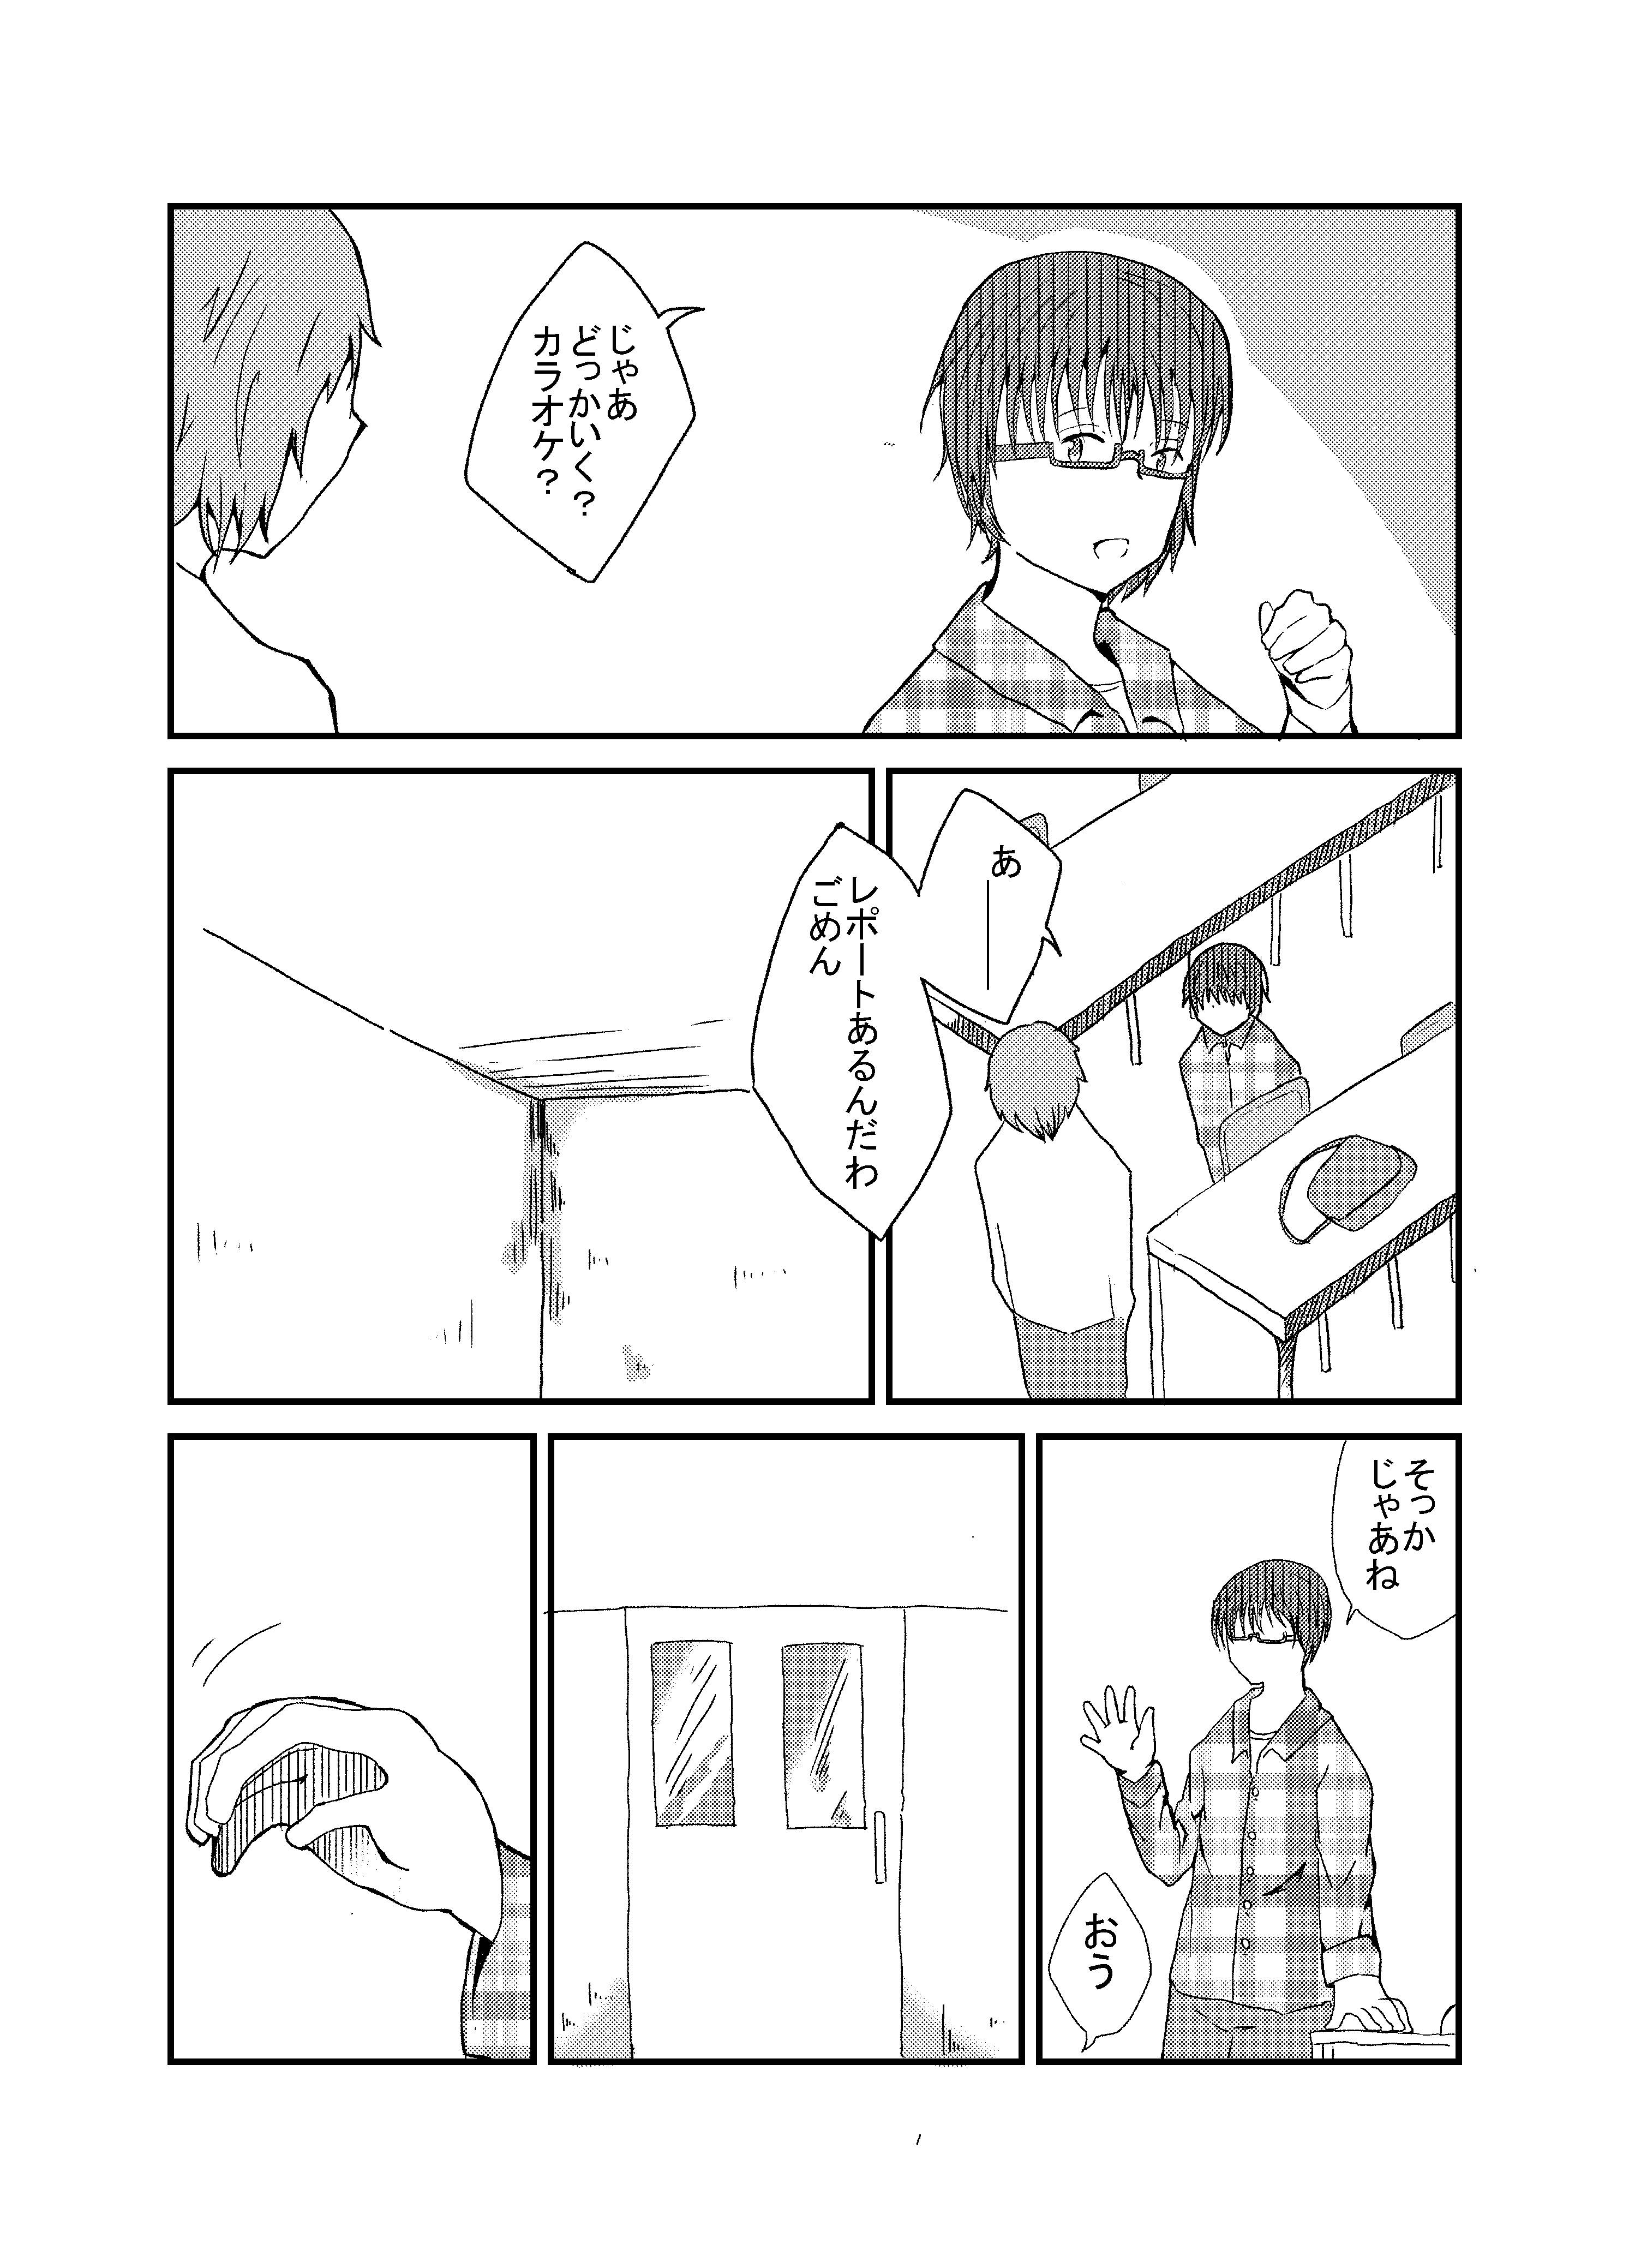 じゃあ
どっかいく?
カラオケ?
あ
｜
レポートあるんだわ
ごめん
そっか
じゃあね
おう